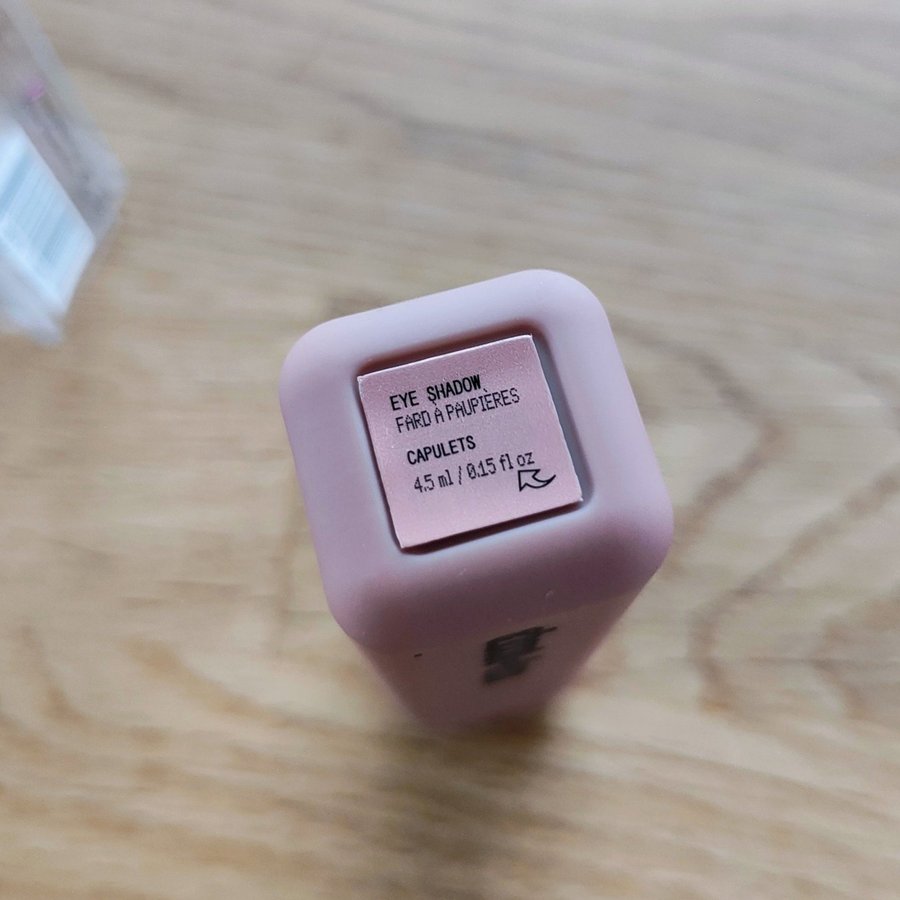 EYE SHADOW
FARD À PAUPIÈRES
CAPULETS
4.5 ml / 0.15 fl oz